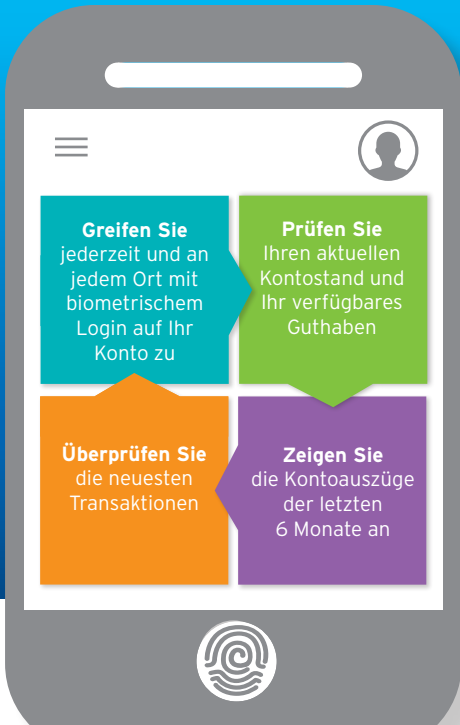 Greifen Sie
jederzeit und an
jedem Ort mit
biometrischem
Login auf Ihr
Konto zu
Prüfen Sie
Ihren aktuellen
Kontostand und
Ihr verfügbares
Guthaben
Überprüfen Sie
die neuesten
Transaktionen
Zeigen Sie
die Kontoauszüge
der letzten
6 Monate an